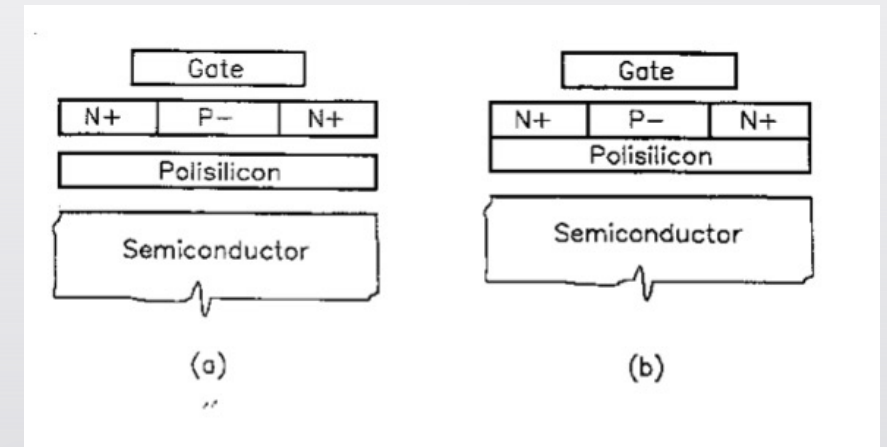 Gate
N+ P- N+
Polisilicon
Semiconductor
(a)
Gate
N+ P- N+
Polisilicon
Semiconductor
(b)